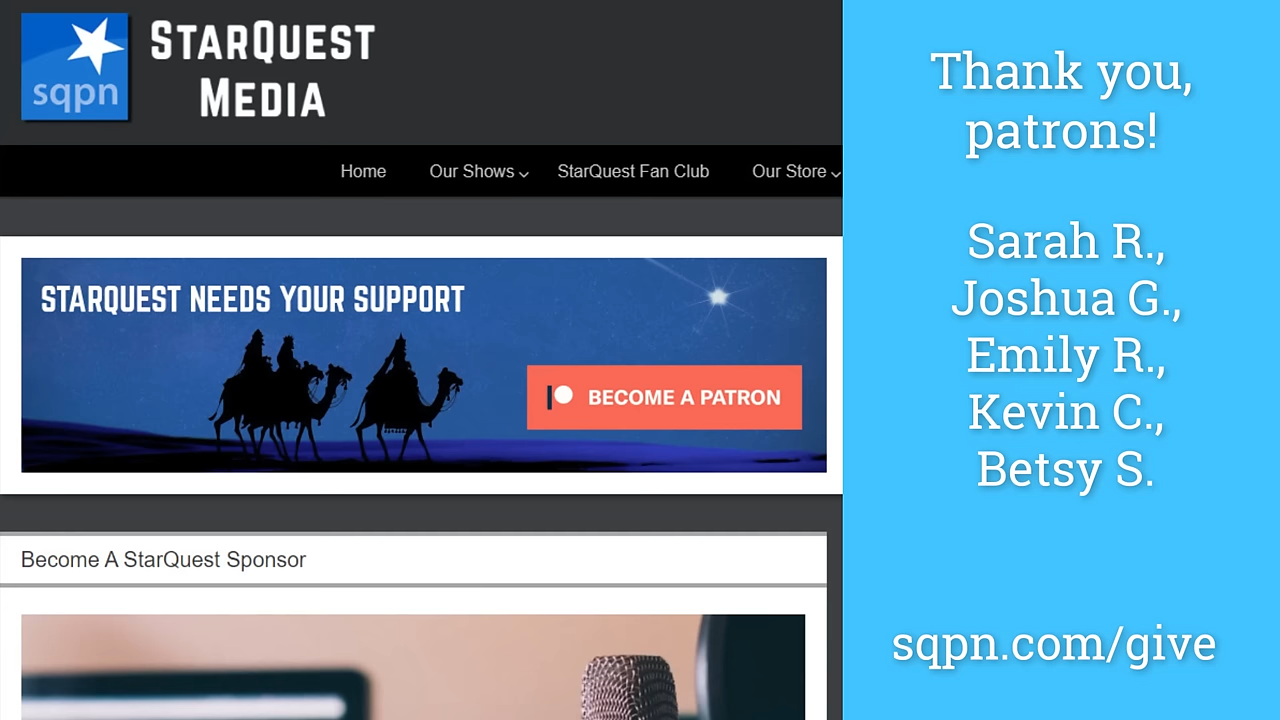 sqpn
STARQUEST
MEDIA
Home Our Shows StarQuest Fan Club Our Store
STARQUEST NEEDS YOUR SUPPORT
BECOME A PATRON
Become A StarQuest Sponsor
Thank you,
patrons!
Sarah R.,
Joshua G.,
Emily R.,
Kevin C.,
Betsy S.
sqpn.com/give